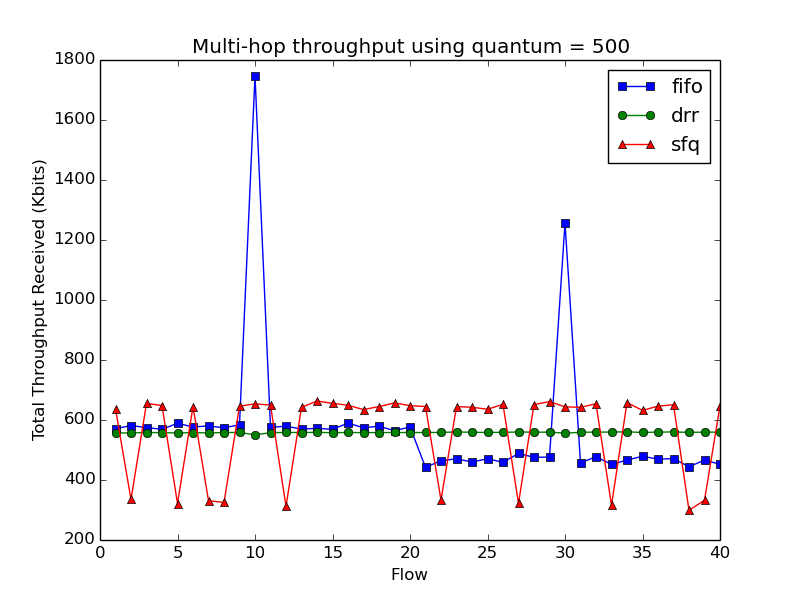 Multi-hop throughput using quantum = 500
1800
1600
1400
1200
1000
800
600
400
200
Total Throughput Received (Kbits)
fifo
drr
sfq
0 5 10 15 20 25 30 35 40
Flow